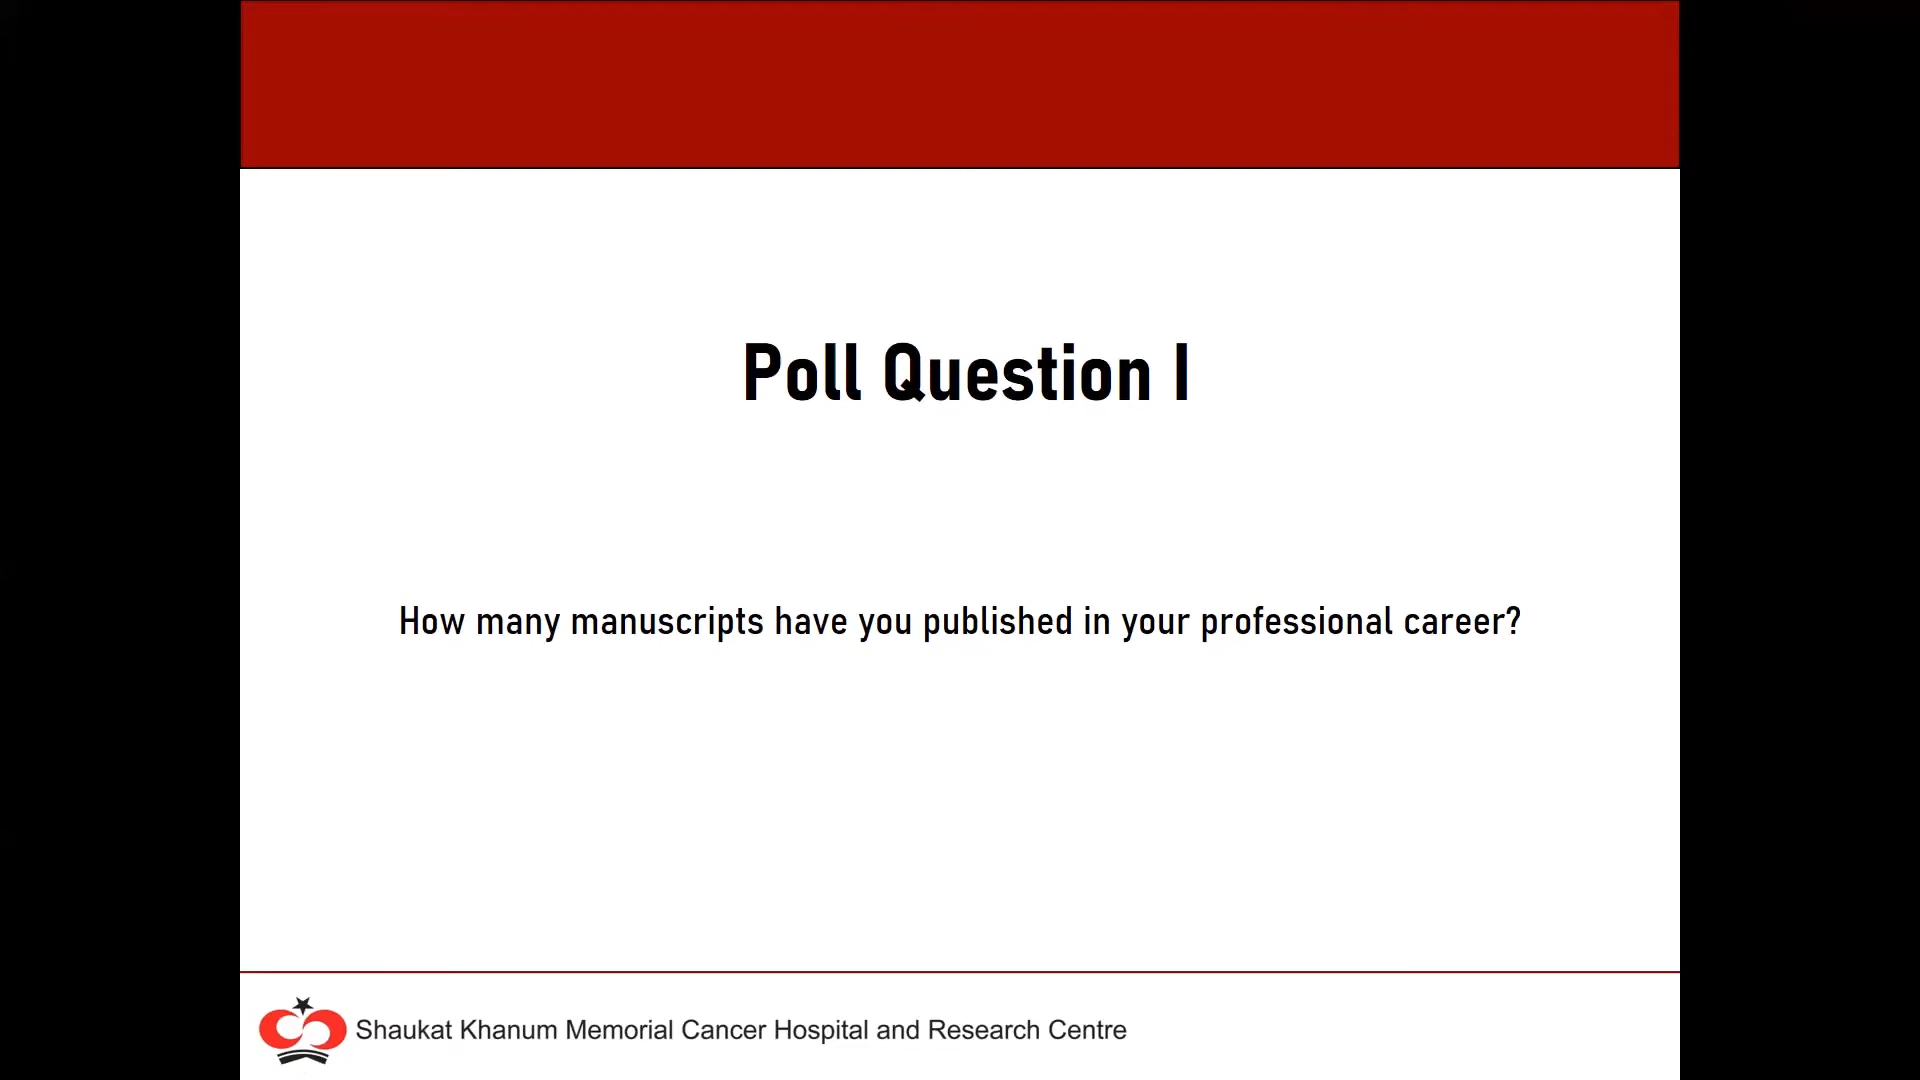 Poll Question I
How many manuscripts have you published in your professional career?
Shaukat Khanum Memorial Cancer Hospital and Research Centre